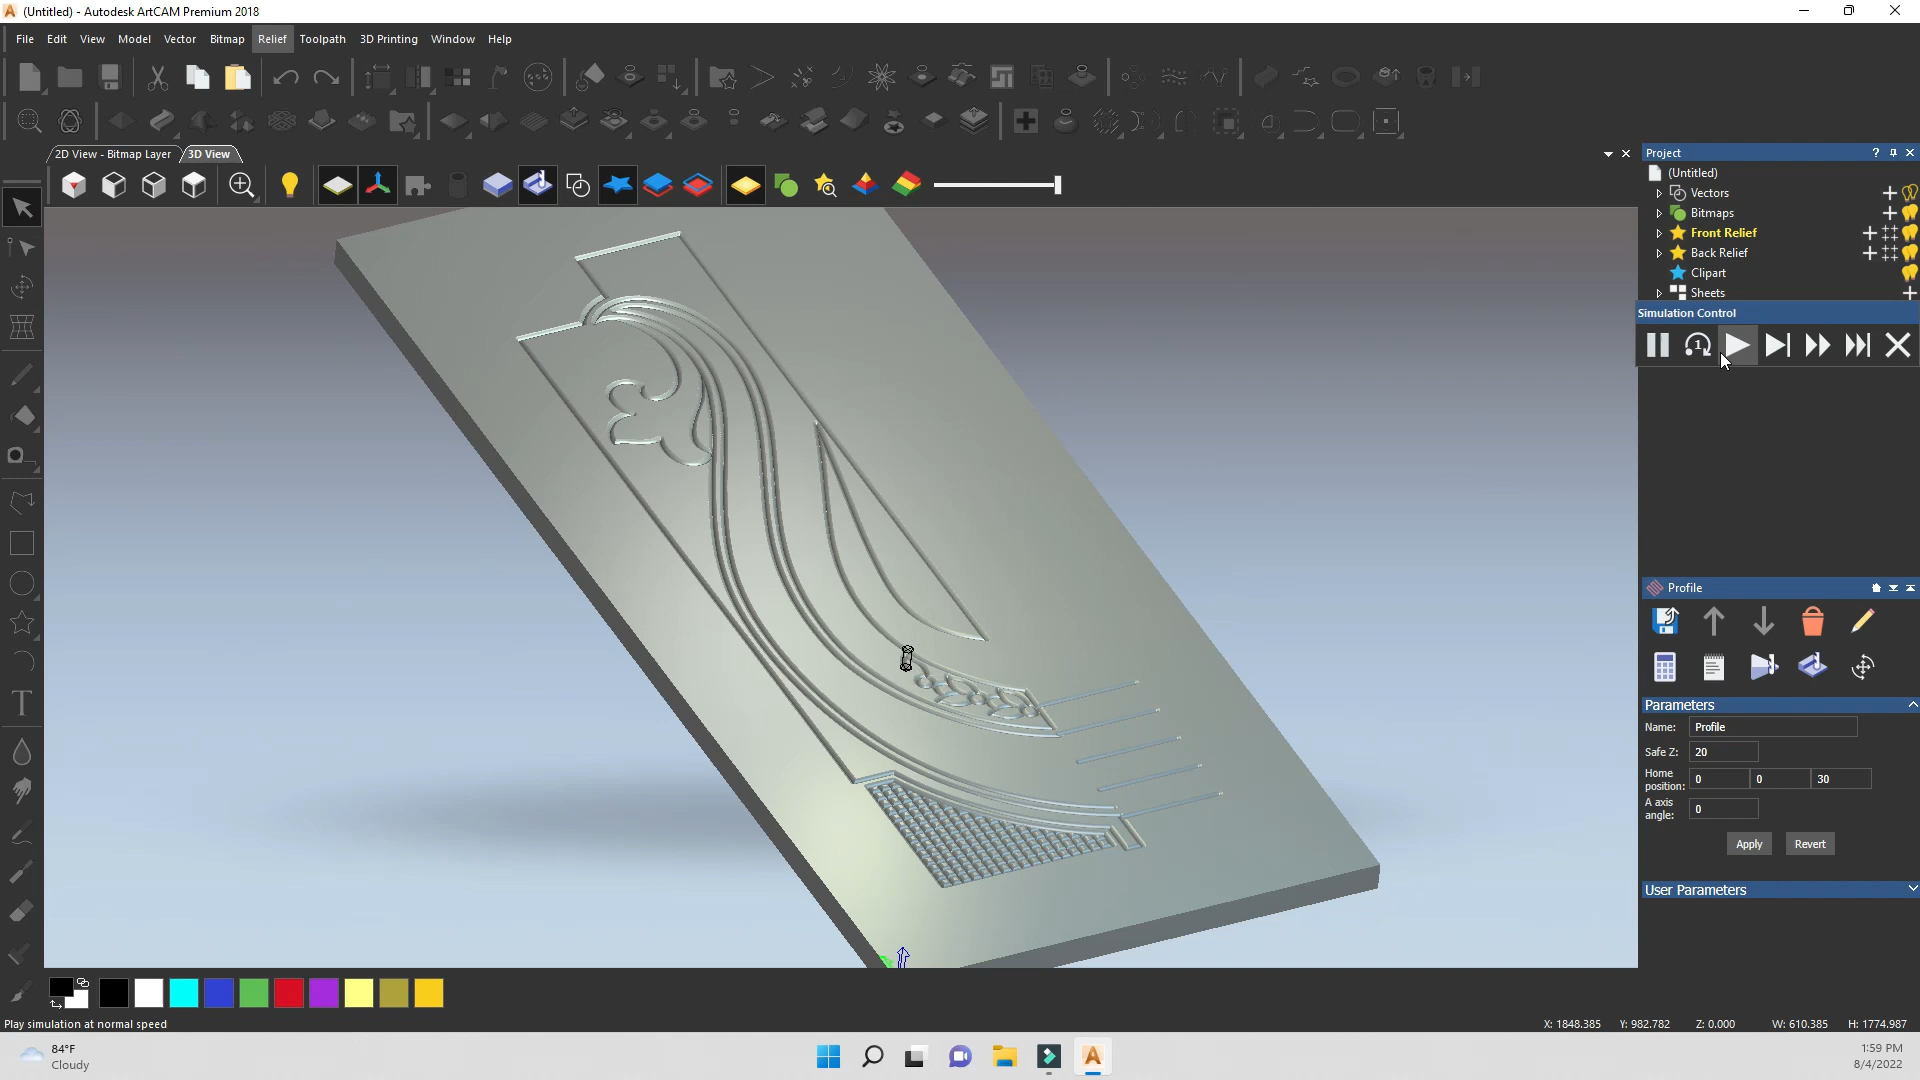 (Untitled) - Autodesk ArtCAM Premium 2018
File Edit View Model Vector Bitmap Relief Toolpath 3D Printing Window Help
2D View - Bitmap Layer 3D View
Project
(Untitled)
Vectors
Bitmaps
Front Relief
Back Relief
Clipart
Sheets
Simulation Control
1
Profile
Parameters
Name: Profile
Safe Z: 20
Home position: 0 0 30
A axis angle: 0
Apply Revert
User Parameters
Play simulation at normal speed
X: 1848.385 Y: 982.782 Z: 0.000 W: 610.385 H: 1774.987
84°F
Cloudy
1:59 PM
8/4/2022